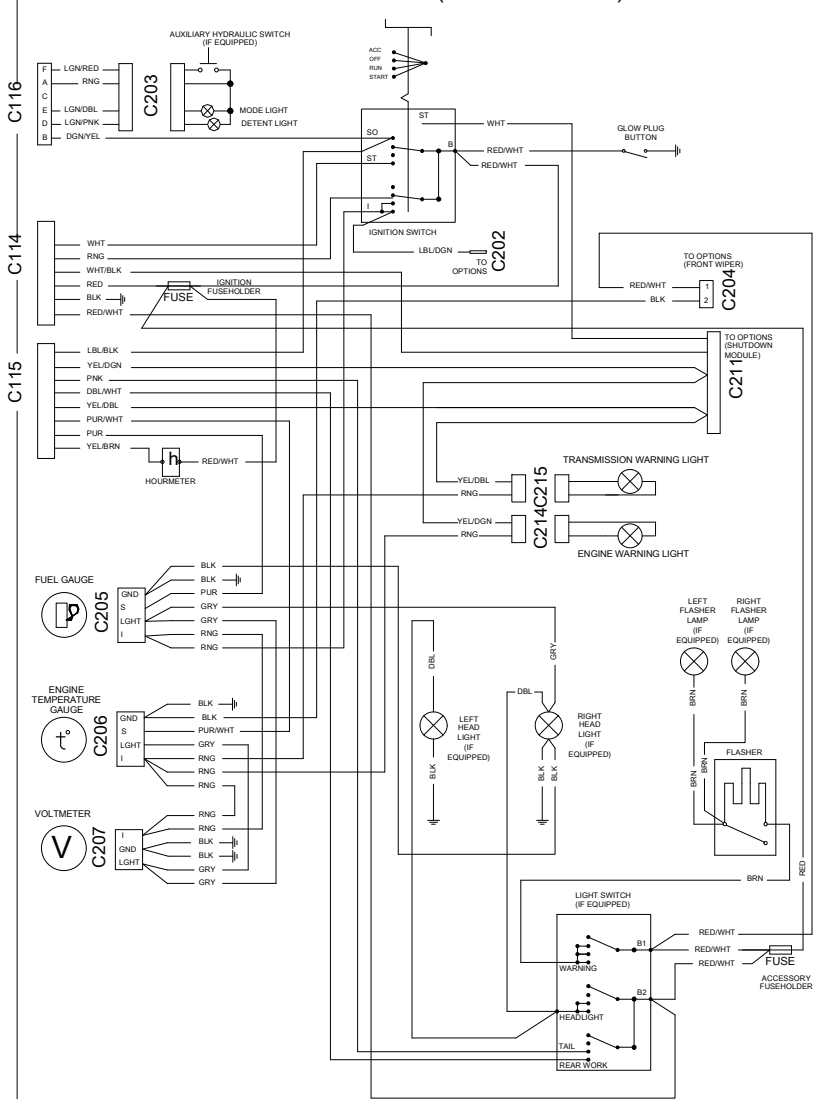 AUXILIARY HYDRAULIC SWITCH
(IF EQUIPPED)
C116
F
LGN/RED
A
RNG
C
E
LGN/DBL
D
LGN/PNK
B
DGN/YEL
C203
MODE LIGHT
DETENT LIGHT
ACC
OFF
RUN
START
ST
WHT
SO
ST
B
RED/WHT
RED/WHT
I
IGNITION SWITCH
GLOW PLUG
BUTTON
LBL/DGN
TO
OPTIONS
C202
C114
WHT
RNG
WHT/BLK
RED
BLK
RED/WHT
FUSE
IGNITION
FUSEHOLDER
TO OPTIONS
(FRONT WIPER)
RED/WHT
1
BLK
2
C204
C115
LBL/BLK
YEL/DGN
PNK
DBL/WHT
YEL/DBL
PUR/WHT
PUR
YEL/BRN
h
RED/WHT
HOURMETER
TO OPTIONS
(SHUTDOWN
MODULE)
C211
TRANSMISSION WARNING LIGHT
YEL/DBL
RNG
C215
YEL/DGN
RNG
C214
ENGINE WARNING LIGHT
FUEL GAUGE
C205
GND
S
LGHT
I
BLK
BLK
PUR
GRY
GRY
RNG
RNG
ENGINE
TEMPERATURE
GAUGE
t°
C206
GND
S
LGHT
I
BLK
BLK
PUR/WHT
GRY
RNG
RNG
RNG
VOLTMETER
V
C207
I
GND
LGHT
RNG
RNG
BLK
BLK
GRY
GRY
DBL
LEFT
HEAD
LIGHT
(IF
EQUIPPED)
BLK
GRY
DBL
RIGHT
HEAD
LIGHT
(IF
EQUIPPED)
BLK
BLK
LEFT
FLASHER
LAMP
(IF
EQUIPPED)
RIGHT
FLASHER
LAMP
(IF
EQUIPPED)
BRN
BRN
BRN
BRN
FLASHER
BRN
RED
LIGHT SWITCH
(IF EQUIPPED)
B1
WARNING
B2
HEADLIGHT
TAIL
REAR WORK
RED/WHT
RED/WHT
RED/WHT
FUSE
ACCESSORY
FUSEHOLDER